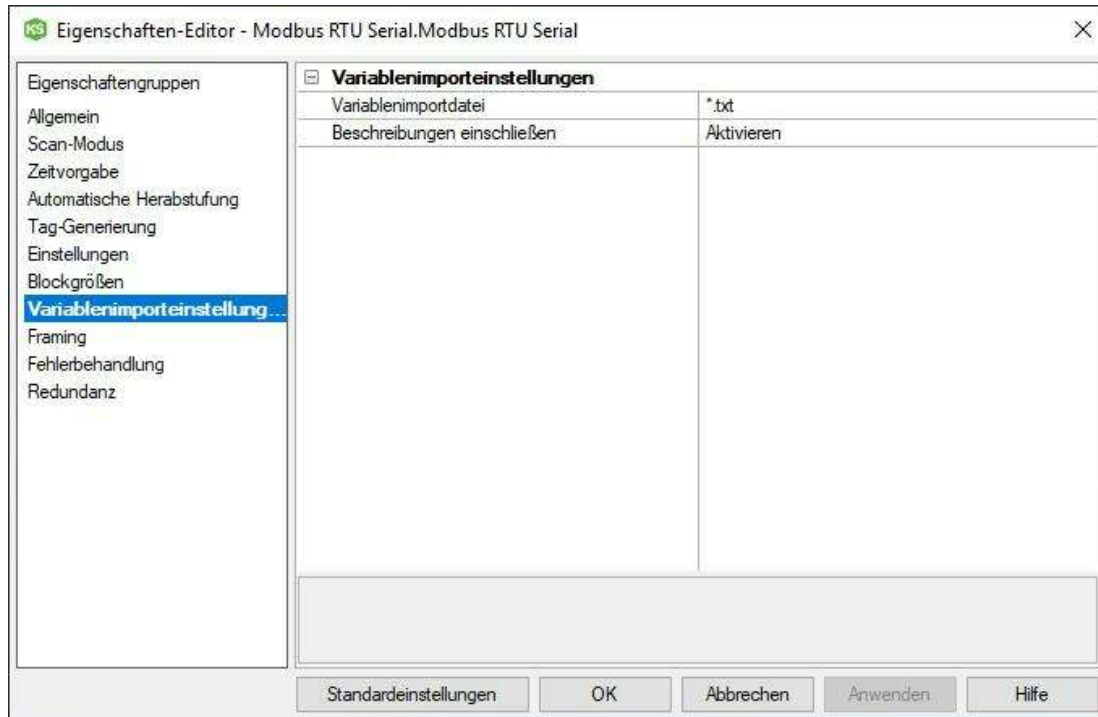 KS Eigenschaften-Editor - Modbus RTU Serial.Modbus RTU Serial
Eigenschaftengruppen
Allgemein
Scan-Modus
Zeitvorgabe
Automatische Herabstufung
Tag-Generierung
Einstellungen
Blockgrößen
Variablenimporteinstellung...
Framing
Fehlerbehandlung
Redundanz
Variablenimporteinstellungen
Variablenimportdatei *.txt
Beschreibungen einschließen Aktivieren
Standardeinstellungen OK Abbrechen Anwenden Hilfe